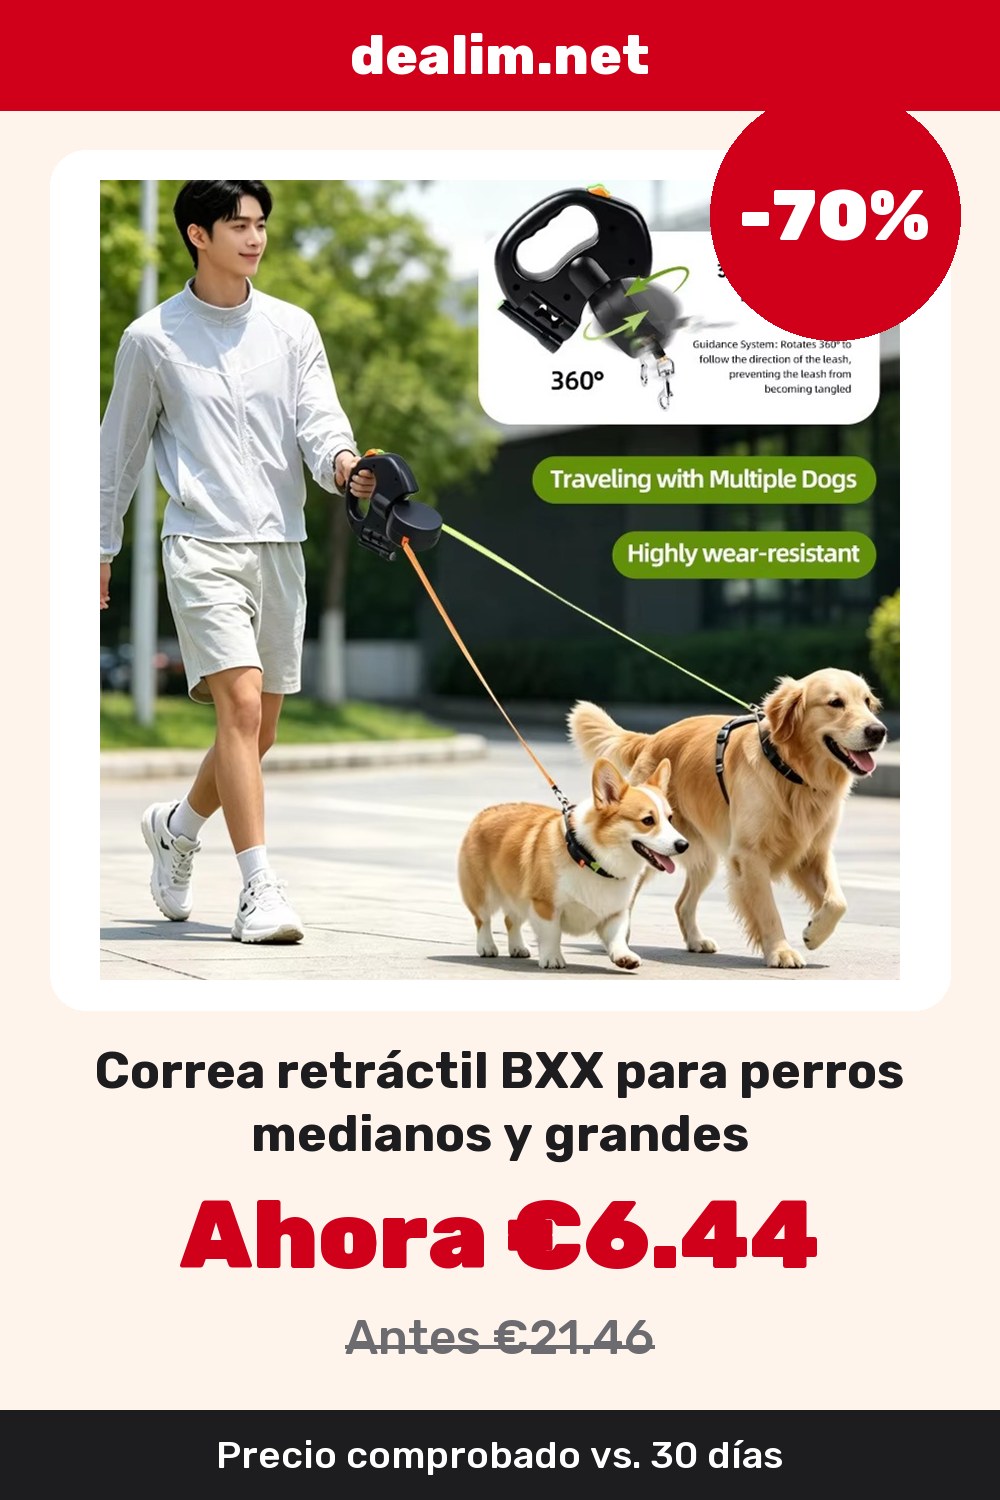 dealim.net
-70%
360°
Guidance System: Rotates 360° to
follow the direction of the leash,
preventing the leash from
becoming tangled
Traveling with Multiple Dogs
Highly wear-resistant
Correa retráctil BXX para perros
medianos y grandes
Ahora €6.44
Antes €21.46
Precio comprobado vs. 30 días